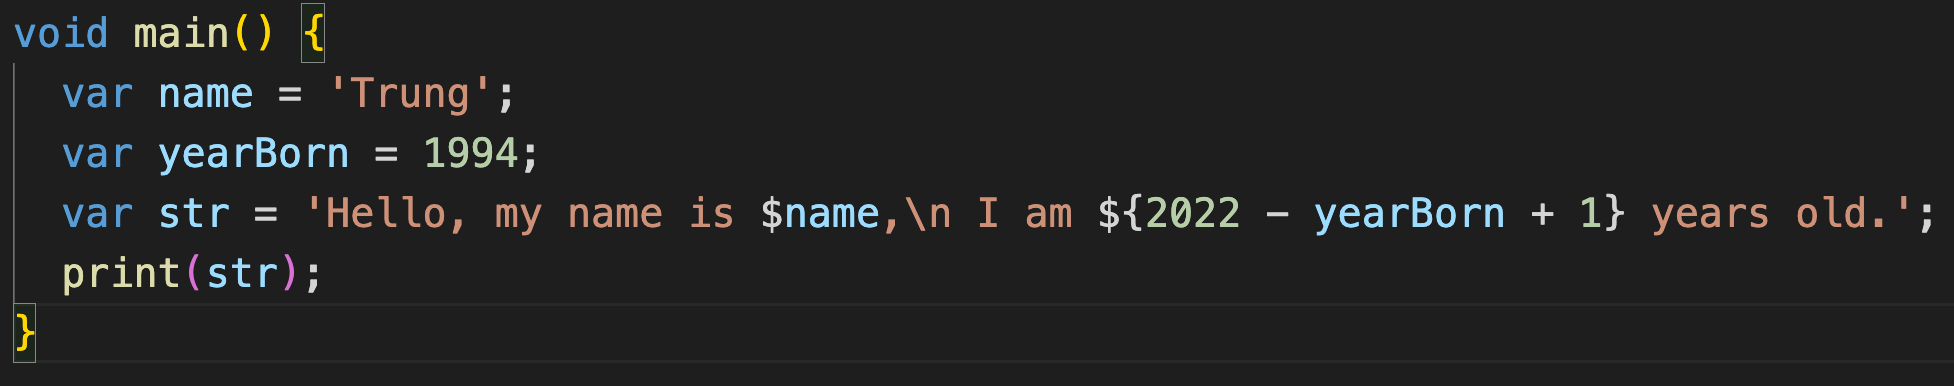 void main() {
  var name = 'Trung';
  var yearBorn = 1994;
  var str = 'Hello, my name is $name,\n I am ${2022 - yearBorn + 1} years old.';
  print(str);
}